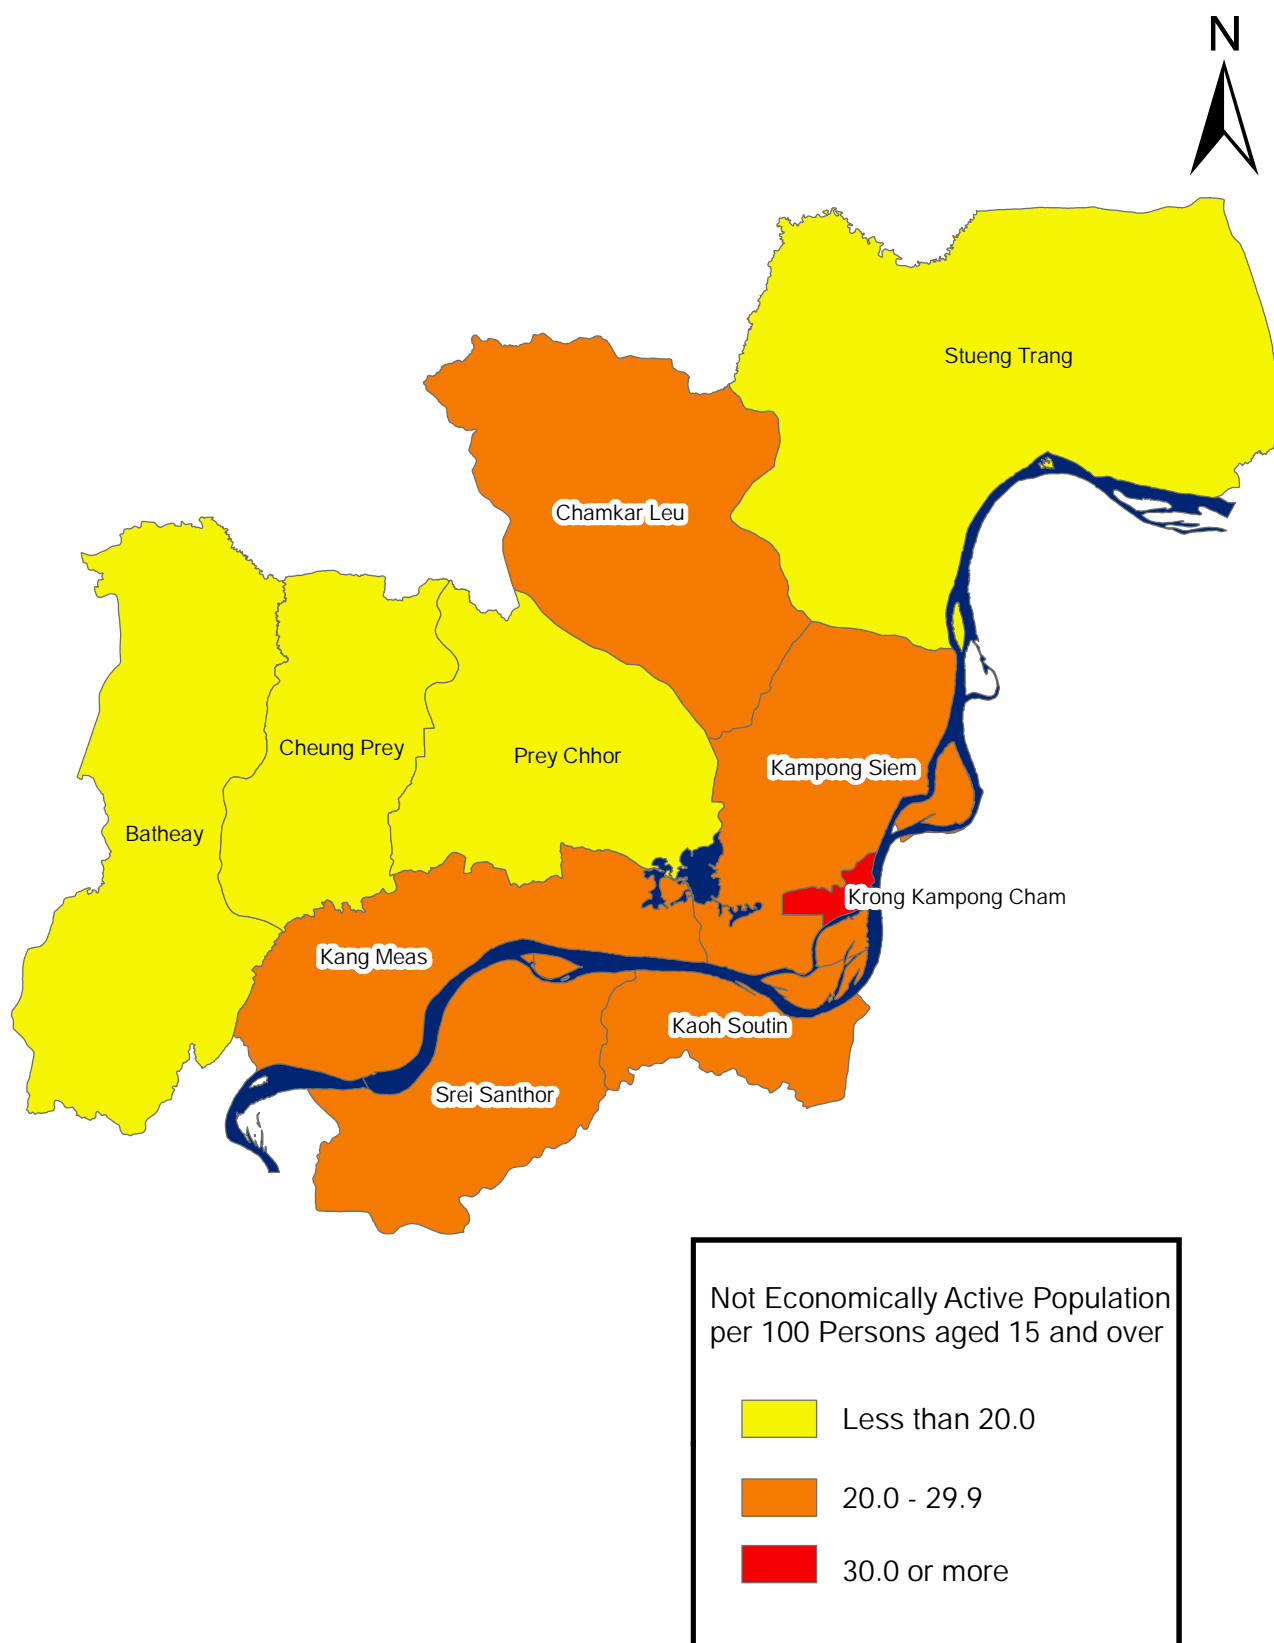 N
Stueng Trang
Chamkar Leu
Cheung Prey
Prey Chhor
Kampong Siem
Batheay
Krong Kampong Cham
Kang Meas
Kaoh Soutin
Srei Santhor
Not Economically Active Population
per 100 Persons aged 15 and over
Less than 20.0
20.0 - 29.9
30.0 or more